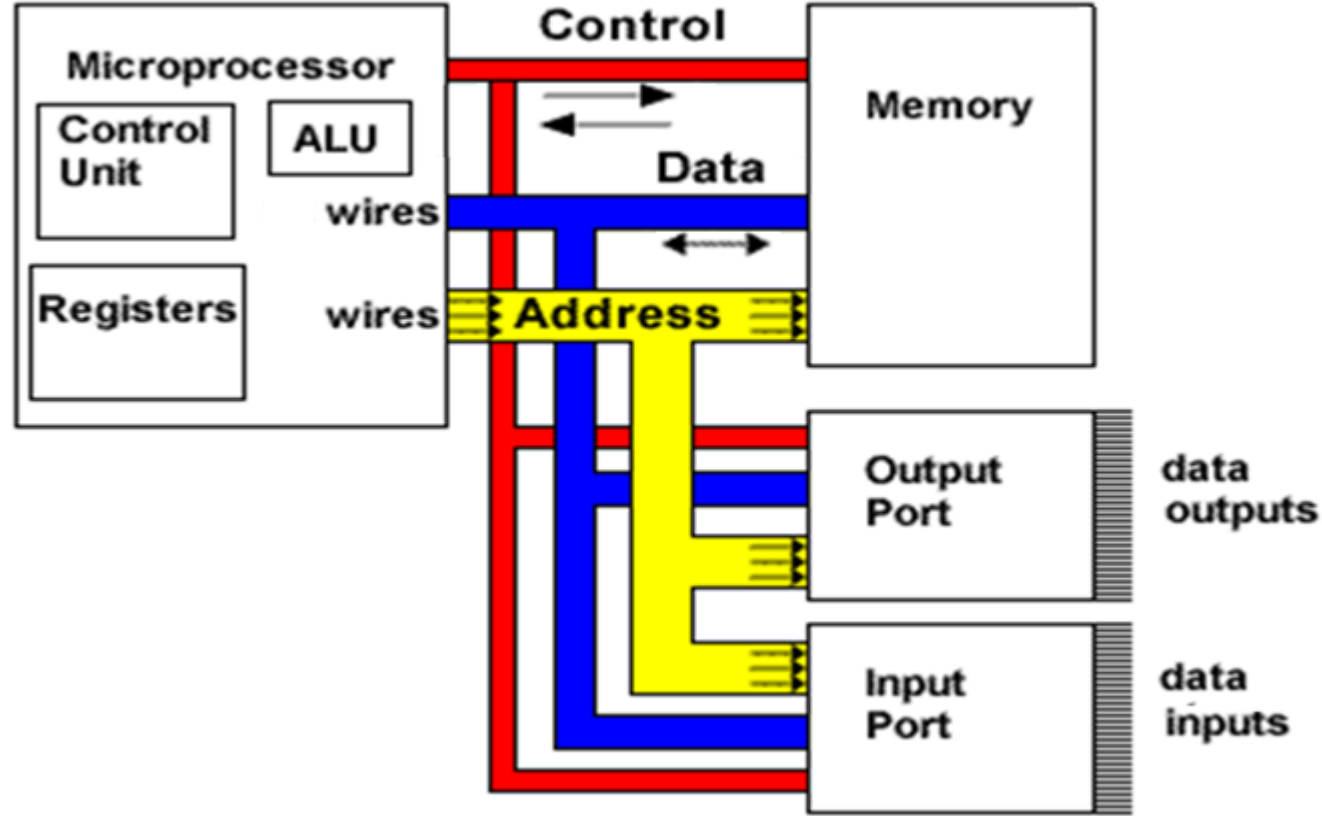 Control
Microprocessor
Memory
Control
Unit
ALU
Data
wires
Registers
wires
Address
Output
Port
data
outputs
Input
Port
data
inputs